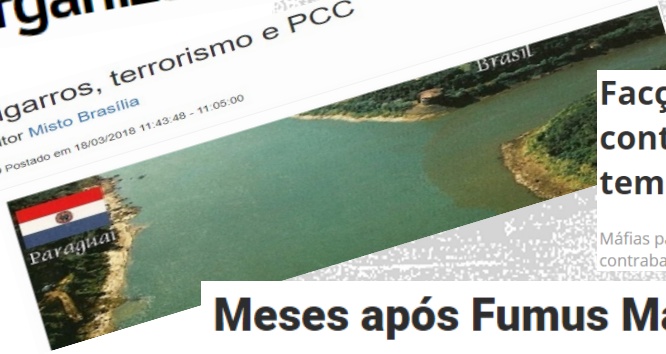 rganiz
igarros, terrorismo e PCC
tor Misto Brasília
Postado em 18/03/2018 11:43:48 - 11:05:00
Brasil
Paraguai
Facç
cont
tem
Máfias pa
contraba
Meses após Fumus Ma